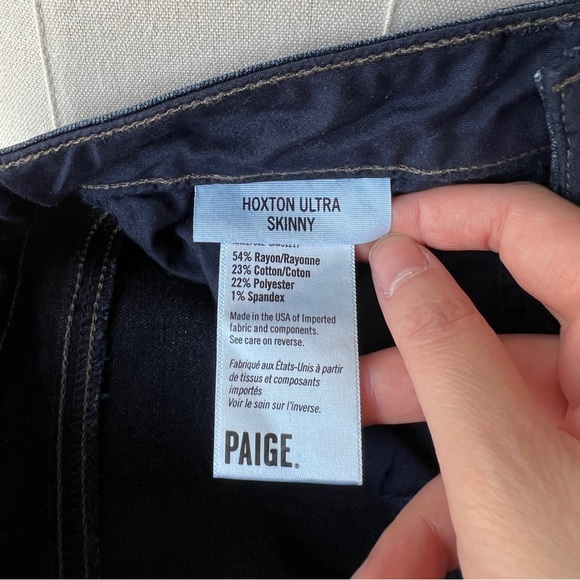 HOXTON ULTRA
SKINNY
54% Rayon/Rayonne
23% Cotton/Coton
22% Polyester
1% Spandex
Made in the USA of Imported
fabric and components.
See care on reverse.
Fabriqué aux États-Unis à partir
de tissus et composants
importés
Voir le soin sur l'inverse.
PAIGE®